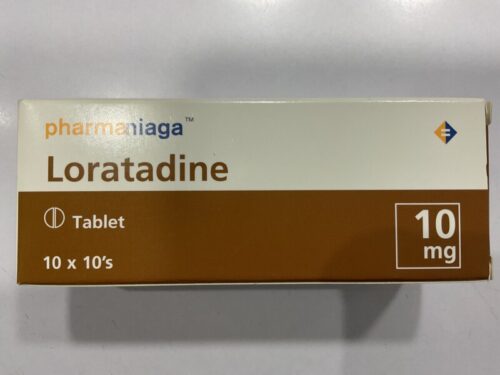 pharmaniaga™
Loratadine
Tablet
10 x 10's
10
mg